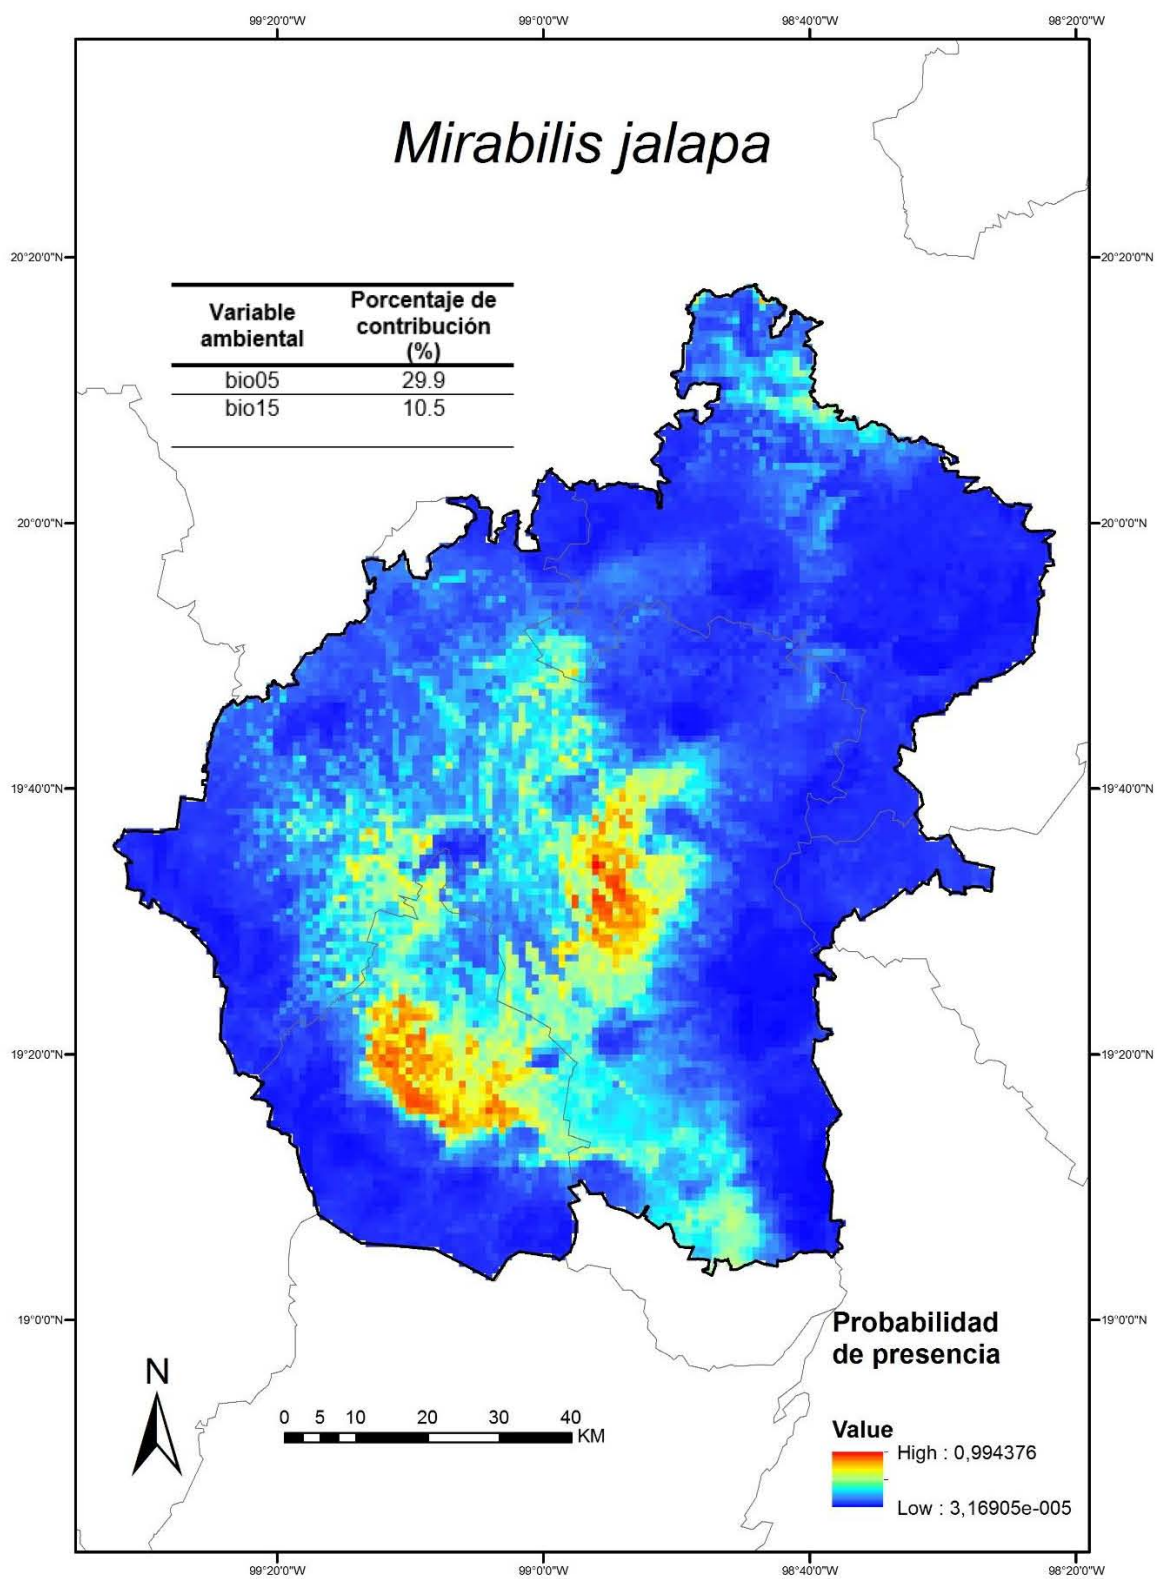 99°20'0"W 99°0'0"W 98°40'0"W 98°20'0"W
Mirabilis jalapa
20°20'0"N 20°20'0"N
Variable ambiental Porcentaje de contribución (%)
bio05 29.9
bio15 10.5
20°0'0"N 20°0'0"N
19°40'0"N 19°40'0"N
19°20'0"N 19°20'0"N
19°0'0"N 19°0'0"N
Probabilidad
de presencia
N
0 5 10 20 30 40
KM
Value
High : 0,994376
Low : 3,16905e-005
99°20'0"W 99°0'0"W 98°40'0"W 98°20'0"W